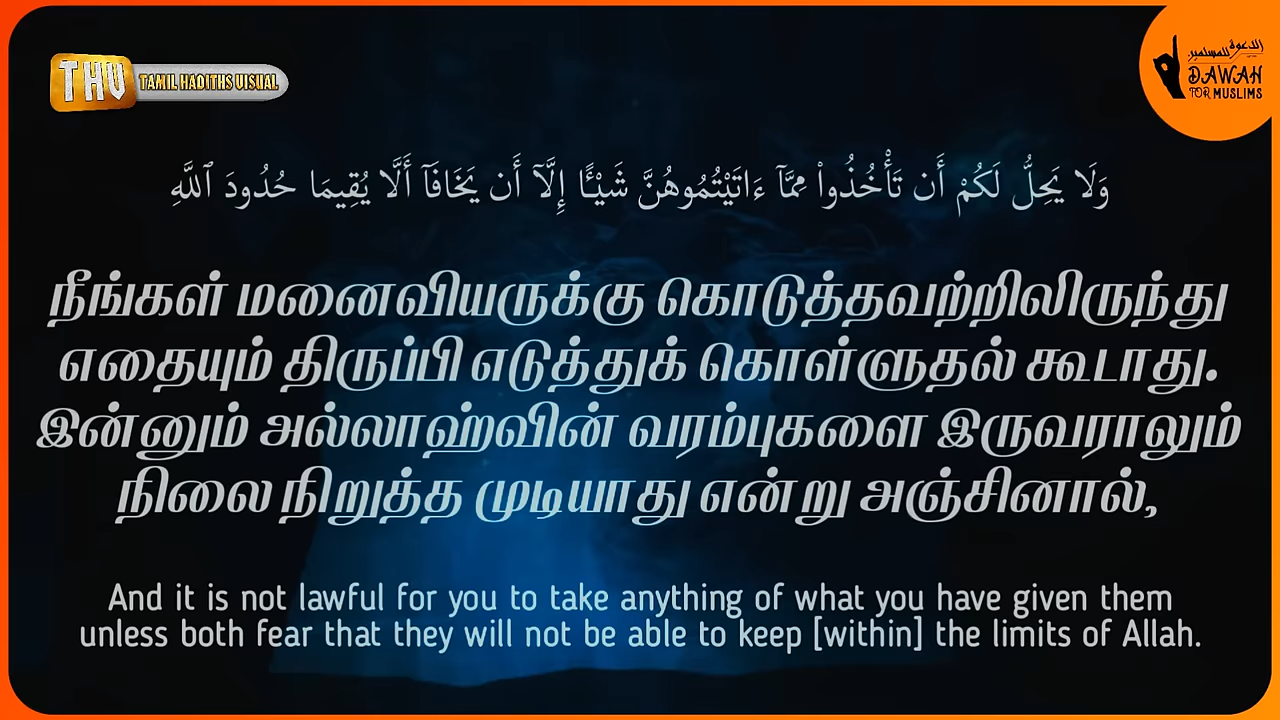 THV
TAMIL HADITHS VISUAL
الدعوة للمسلمين
DAWAH
FOR MUSLIMS
وَلَا يَحِلُّ لَكُمْ أَن تَأْخُذُوا۟ مِمَّآ ءَاتَيْتُمُوهُنَّ شَيْـًٔا إِلَّآ أَن يَخَافَآ أَلَّا يُقِيمَا حُدُودَ ٱللَّهِ
நீங்கள் மனைவியருக்கு கொடுத்தவற்றிலிருந்து
எதையும் திருப்பி எடுத்துக் கொள்ளுதல் கூடாது.
இன்னும் அல்லாஹ்வின் வரம்புகளை இருவராலும்
நிலை நிறுத்த முடியாது என்று அஞ்சினால்,
And it is not lawful for you to take anything of what you have given them
unless both fear that they will not be able to keep [within] the limits of Allah.